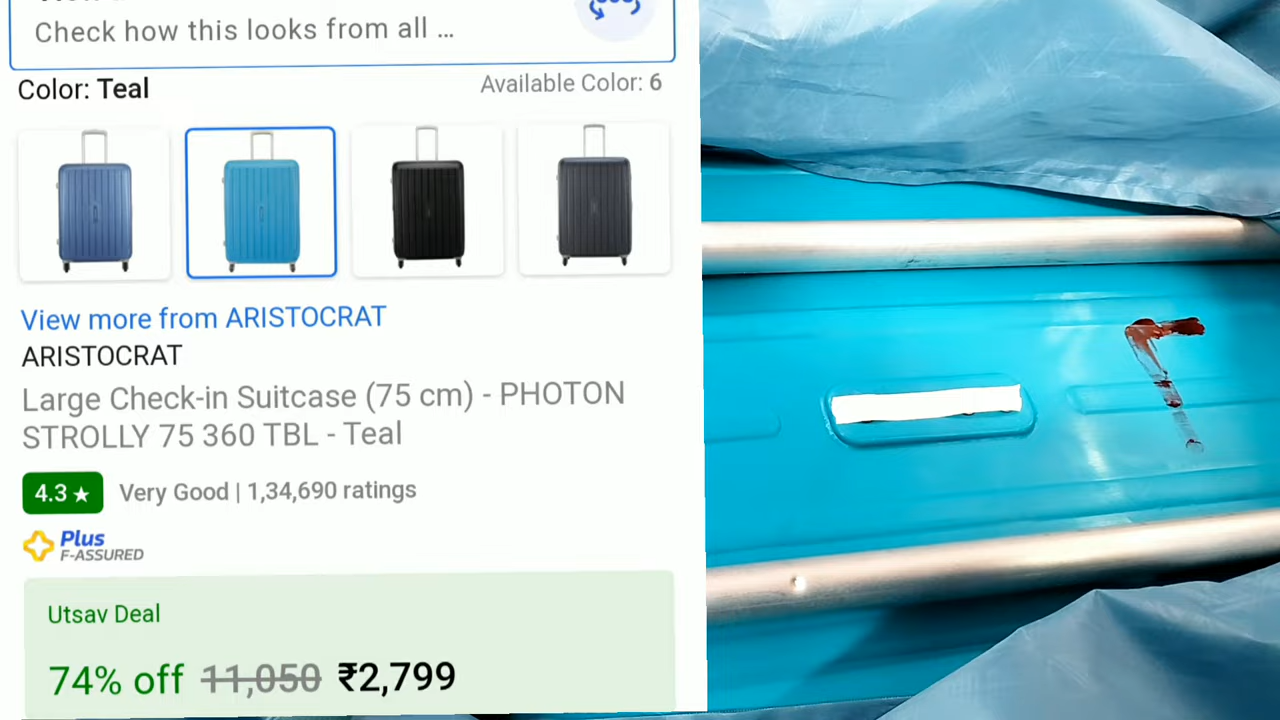 Check how this looks from all ...
Color: Teal
Available Color: 6
View more from ARISTOCRAT
ARISTOCRAT
Large Check-in Suitcase (75 cm) - PHOTON
STROLLY 75 360 TBL - Teal
4.3 ★ Very Good | 1,34,690 ratings
Plus
F-ASSURED
Utsav Deal
74% off 11,050 ₹2,799